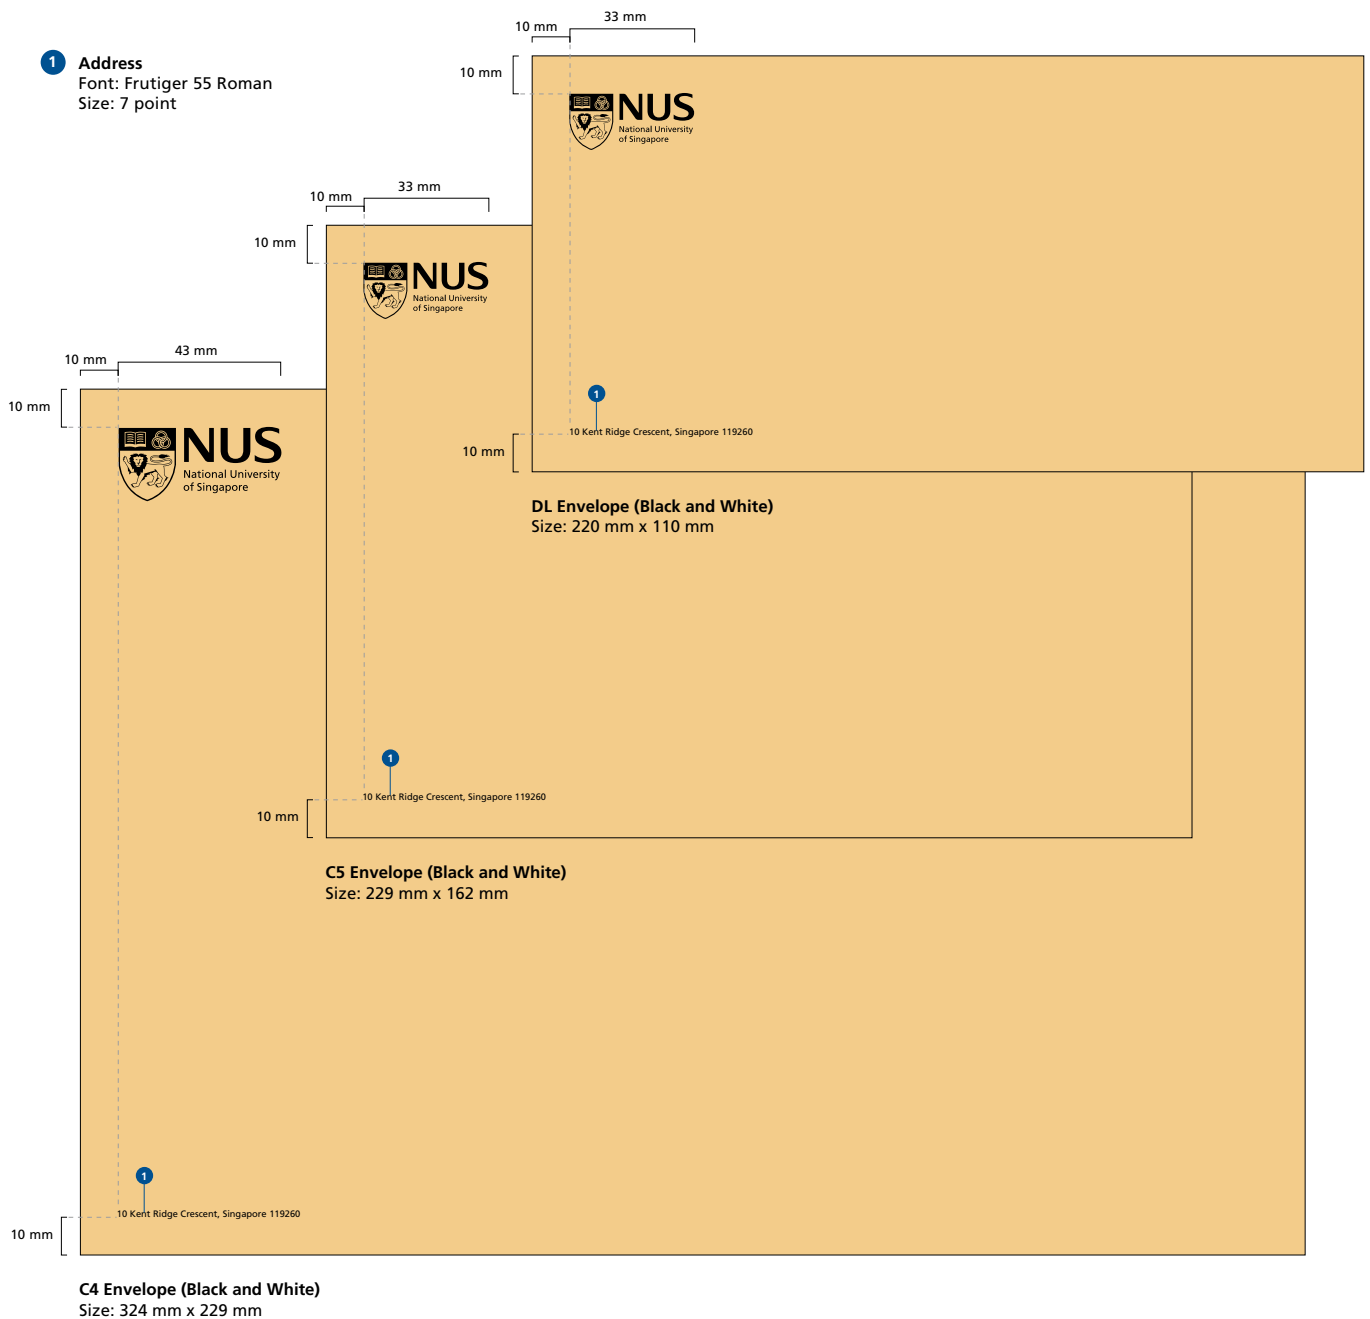 1 Address
Font: Frutiger 55 Roman
Size: 7 point
10 mm
33 mm
10 mm
NUS
National University
of Singapore
1
10 Kent Ridge Crescent, Singapore 119260
10 mm
DL Envelope (Black and White)
Size: 220 mm x 110 mm
10 mm
33 mm
10 mm
NUS
National University
of Singapore
1
10 Kent Ridge Crescent, Singapore 119260
10 mm
C5 Envelope (Black and White)
Size: 229 mm x 162 mm
10 mm
43 mm
10 mm
NUS
National University
of Singapore
1
10 Kent Ridge Crescent, Singapore 119260
10 mm
C4 Envelope (Black and White)
Size: 324 mm x 229 mm